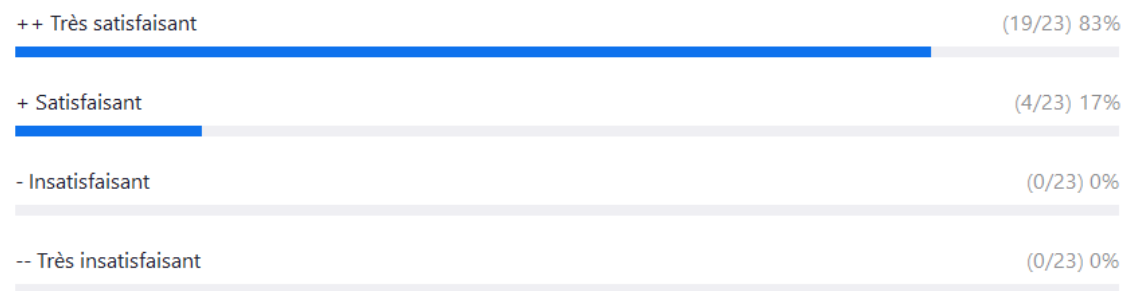 ++ Très satisfaisant (19/23) 83%
+ Satisfaisant (4/23) 17%
- Insatisfaisant (0/23) 0%
-- Très insatisfaisant (0/23) 0%